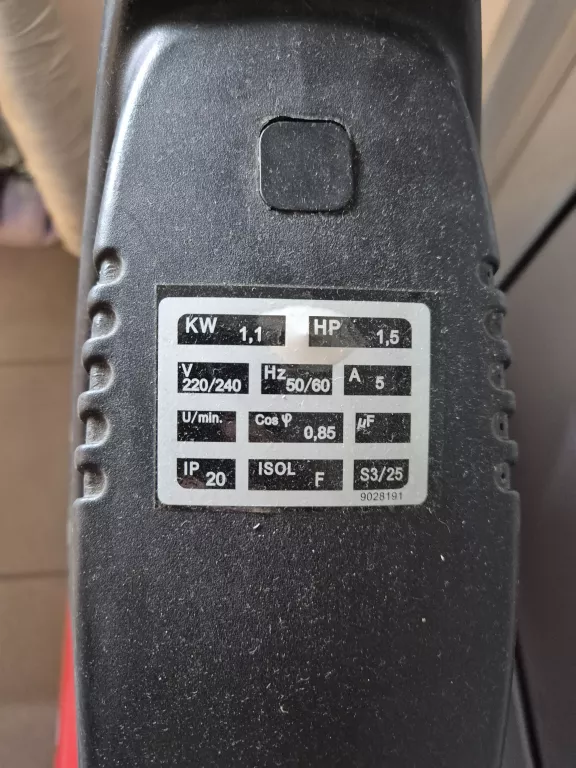 KW 1,1 HP 1,5
V 220/240 Hz 50/60 A 5
U/min. Cos φ 0,85 µF
IP 20 ISOL F S3/25
9028191